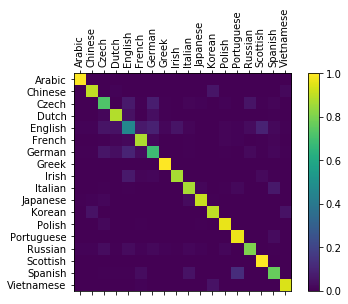 Arabic
Chinese
Czech
Dutch
English
French
German
Greek
Irish
Italian
Japanese
Korean
Polish
Portuguese
Russian
Scottish
Spanish
Vietnamese
Arabic
Chinese
Czech
Dutch
English
French
German
Greek
Irish
Italian
Japanese
Korean
Polish
Portuguese
Russian
Scottish
Spanish
Vietnamese
1.0
0.8
0.6
0.4
0.2
0.0